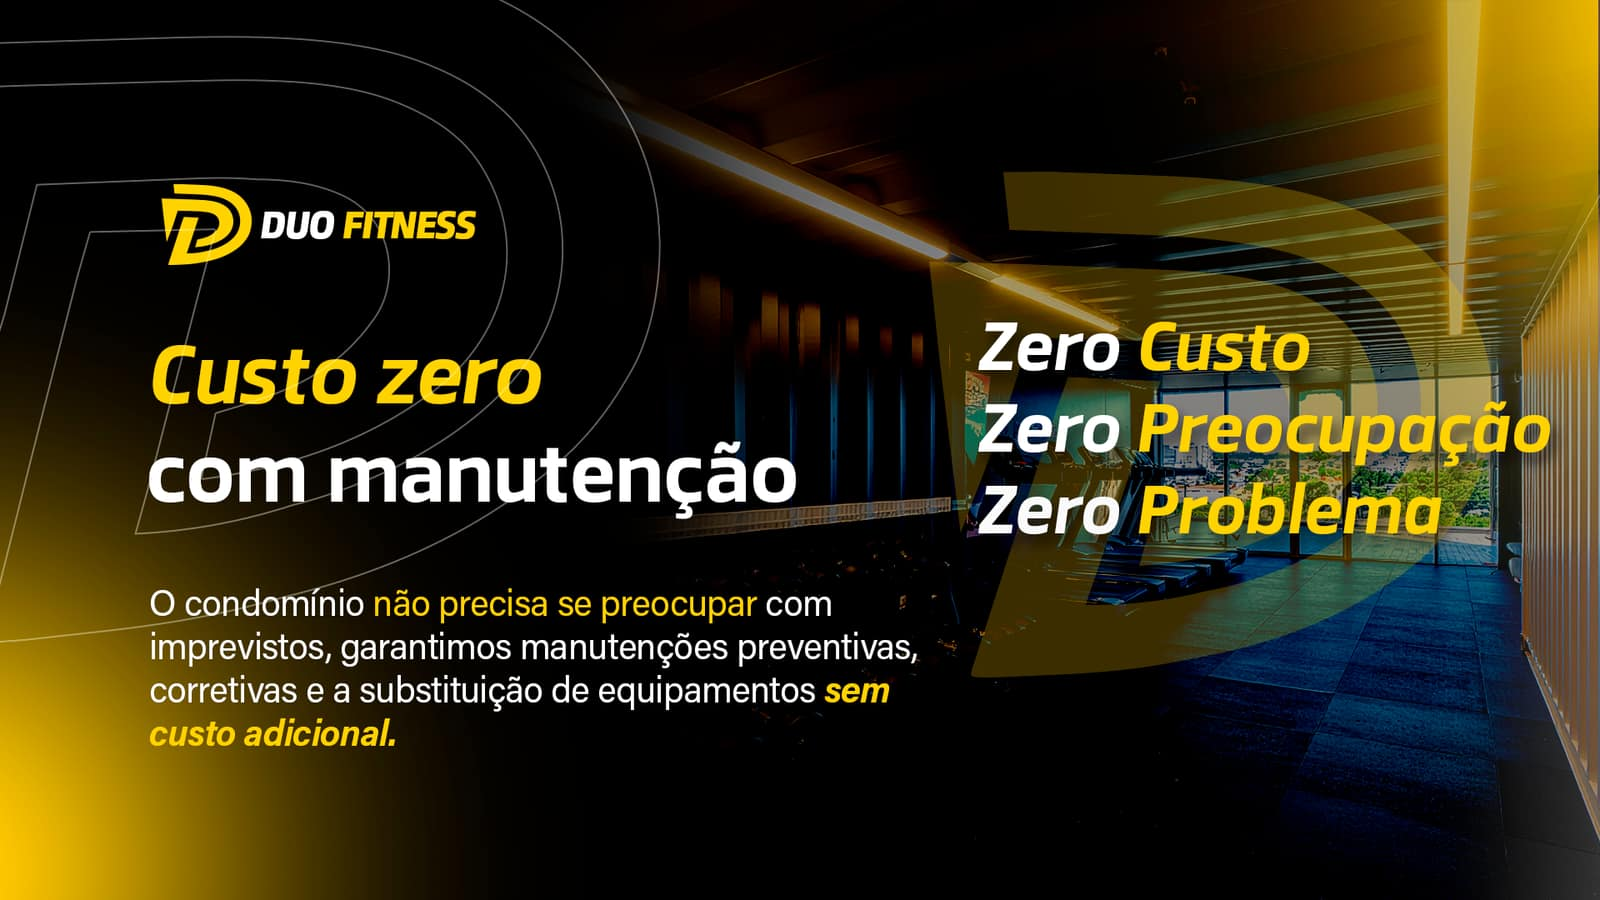 DUO FITNESS
Custo zero
com manutenção
O condomínio não precisa se preocupar com
imprevistos, garantimos manutenções preventivas,
corretivas e a substituição de equipamentos sem
custo adicional.
Zero Custo
Zero Preocupação
Zero Problema